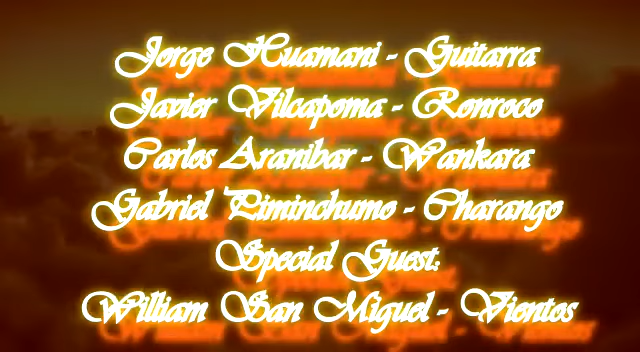 Jorge Huamani - Guitarra
Javier Vilcapoma - Ronroco
Carlos Aranibar - Wankara
Gabriel Piminchumo - Charango
Special Guest:
William San Miguel - Vientos